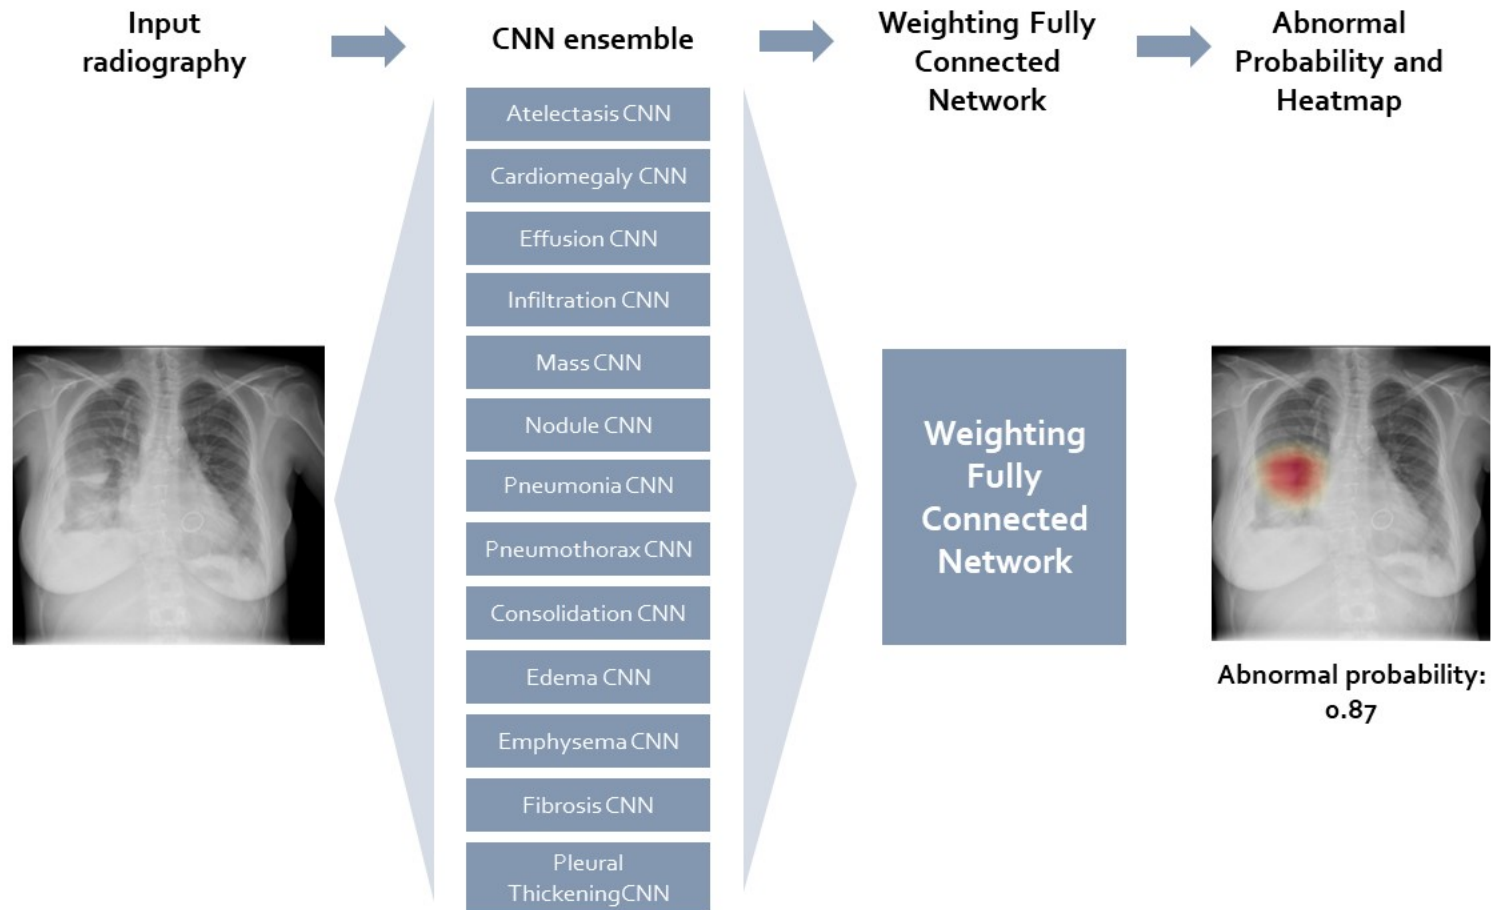 Input
radiography
CNN ensemble
Weighting Fully
Connected
Network
Abnormal
Probability and
Heatmap
Atelectasis CNN
Cardiomegaly CNN
Effusion CNN
Infiltration CNN
Mass CNN
Nodule CNN
Pneumonia CNN
Pneumothorax CNN
Consolidation CNN
Edema CNN
Emphysema CNN
Fibrosis CNN
Pleural
ThickeningCNN
Weighting
Fully
Connected
Network
Abnormal probability:
0.87